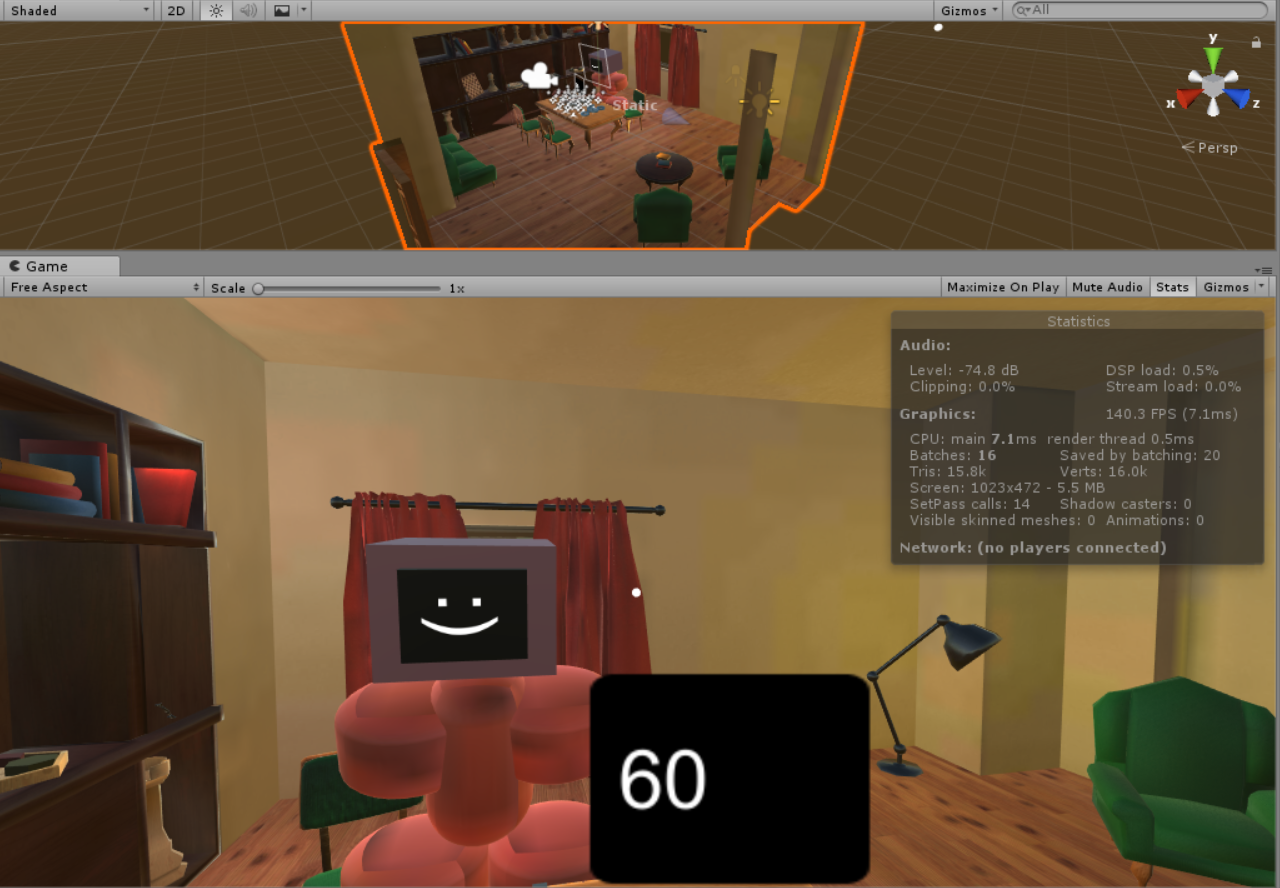 Shaded 2D Gizmos All
Static
y
x z
Persp
Game
Free Aspect Scale 1x Maximize On Play Mute Audio Stats Gizmos
Statistics
Audio:
Level: -74.8 dB DSP load: 0.5%
Clipping: 0.0% Stream load: 0.0%
Graphics: 140.3 FPS (7.1ms)
CPU: main 7.1ms render thread 0.5ms
Batches: 16 Saved by batching: 20
Tris: 15.8k Verts: 16.0k
Screen: 1023x472 - 5.5 MB
SetPass calls: 14 Shadow casters: 0
Visible skinned meshes: 0 Animations: 0
Network: (no players connected)
60